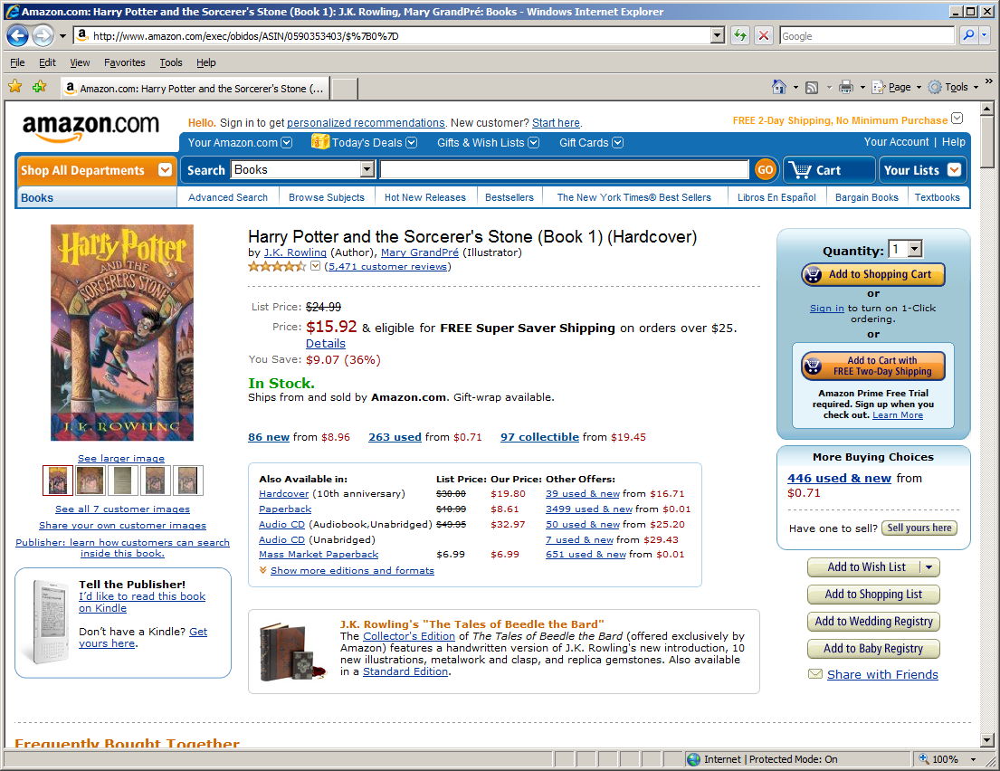 Amazon.com: Harry Potter and the Sorcerer's Stone (Book 1): J.K. Rowling, Mary GrandPré: Books - Windows Internet Explorer
http://www.amazon.com/exec/obidos/ASIN/0590353403/$%7B0%7D
Google
File Edit View Favorites Tools Help
Amazon.com: Harry Potter and the Sorcerer's Stone (...
Page Tools
amazon.com
Hello. Sign in to get personalized recommendations. New customer? Start here.
FREE 2-Day Shipping, No Minimum Purchase
Your Amazon.com Today's Deals Gifts & Wish Lists Gift Cards Your Account | Help
Shop All Departments Search Books GO Cart Your Lists
Books Advanced Search Browse Subjects Hot New Releases Bestsellers The New York Times® Best Sellers Libros En Español Bargain Books Textbooks
Harry Potter
AND THE
SORCERER'S STONE
J.K. ROWLING
See larger image
See all 7 customer images
Share your own customer images
Publisher: learn how customers can search
inside this book.
Tell the Publisher!
I'd like to read this book
on Kindle
Don't have a Kindle? Get
yours here.
Harry Potter and the Sorcerer's Stone (Book 1) (Hardcover)
by J.K. Rowling (Author), Mary GrandPré (Illustrator)
(5,471 customer reviews)
List Price: $24.99
Price: $15.92 & eligible for FREE Super Saver Shipping on orders over $25.
Details
You Save: $9.07 (36%)
In Stock.
Ships from and sold by Amazon.com. Gift-wrap available.
86 new from $8.96 263 used from $0.71 97 collectible from $19.45
Also Available in: List Price: Our Price: Other Offers:
Hardcover (10th anniversary) $30.00 $19.80 39 used & new from $16.71
Paperback $10.99 $8.61 3499 used & new from $0.01
Audio CD (Audiobook,Unabridged) $49.95 $32.97 50 used & new from $25.20
Audio CD (Unabridged) 7 used & new from $29.43
Mass Market Paperback $6.99 $6.99 651 used & new from $0.01
Show more editions and formats
J.K. Rowling's "The Tales of Beedle the Bard"
The Collector's Edition of The Tales of Beedle the Bard (offered exclusively by
Amazon) features a handwritten version of J.K. Rowling's new introduction, 10
new illustrations, metalwork and clasp, and replica gemstones. Also available
in a Standard Edition.
Quantity: 1
Add to Shopping Cart
or
Sign in to turn on 1-Click
ordering.
or
Add to Cart with
FREE Two-Day Shipping
Amazon Prime Free Trial
required. Sign up when you
check out. Learn More
More Buying Choices
446 used & new from
$0.71
Have one to sell? Sell yours here
Add to Wish List
Add to Shopping List
Add to Wedding Registry
Add to Baby Registry
Share with Friends
Frequently Bought Together
Internet | Protected Mode: On
100%